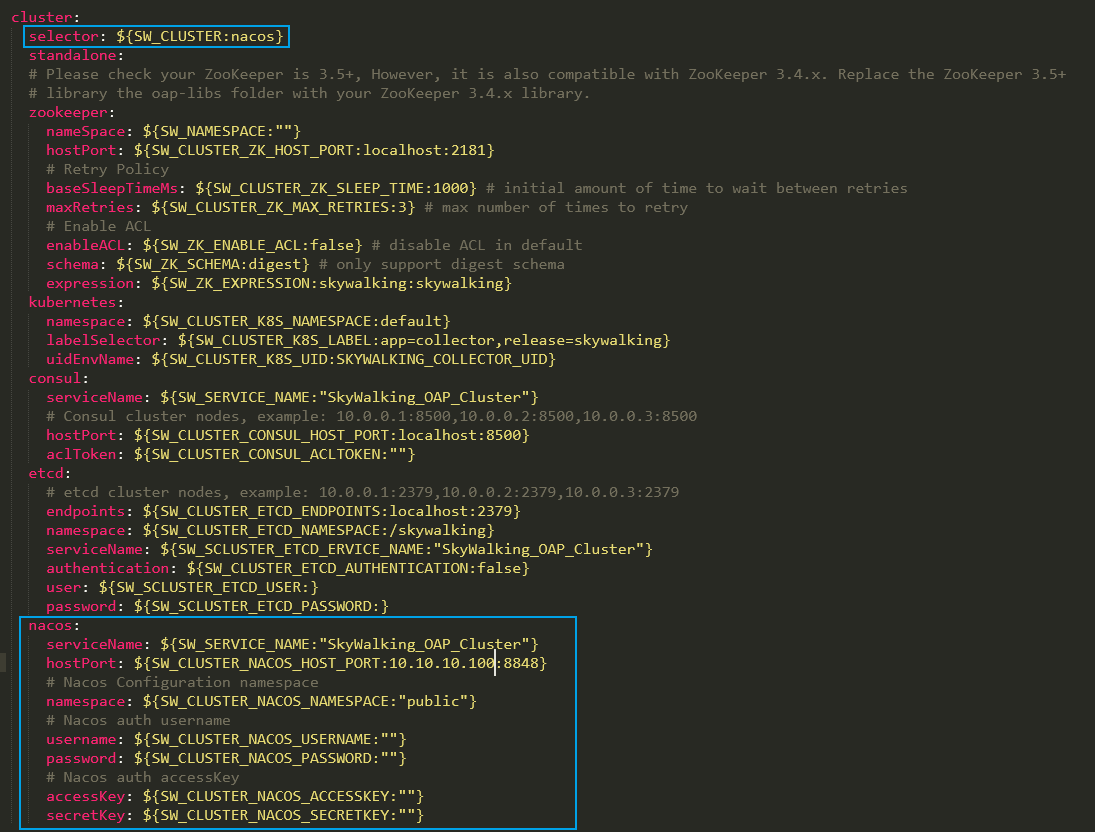 cluster:
  selector: ${SW_CLUSTER:nacos}
  standalone:
  # Please check your ZooKeeper is 3.5+, However, it is also compatible with ZooKeeper 3.4.x. Replace the ZooKeeper 3.5+
  # library the oap-libs folder with your ZooKeeper 3.4.x library.
  zookeeper:
    nameSpace: ${SW_NAMESPACE:""}
    hostPort: ${SW_CLUSTER_ZK_HOST_PORT:localhost:2181}
    # Retry Policy
    baseSleepTimeMs: ${SW_CLUSTER_ZK_SLEEP_TIME:1000} # initial amount of time to wait between retries
    maxRetries: ${SW_CLUSTER_ZK_MAX_RETRIES:3} # max number of times to retry
    # Enable ACL
    enableACL: ${SW_ZK_ENABLE_ACL:false} # disable ACL in default
    schema: ${SW_ZK_SCHEMA:digest} # only support digest schema
    expression: ${SW_ZK_EXPRESSION:skywalking:skywalking}
  kubernetes:
    namespace: ${SW_CLUSTER_K8S_NAMESPACE:default}
    labelSelector: ${SW_CLUSTER_K8S_LABEL:app=collector,release=skywalking}
    uidEnvName: ${SW_CLUSTER_K8S_UID:SKYWALKING_COLLECTOR_UID}
  consul:
    serviceName: ${SW_SERVICE_NAME:"SkyWalking_OAP_Cluster"}
    # Consul cluster nodes, example: 10.0.0.1:8500,10.0.0.2:8500,10.0.0.3:8500
    hostPort: ${SW_CLUSTER_CONSUL_HOST_PORT:localhost:8500}
    aclToken: ${SW_CLUSTER_CONSUL_ACLTOKEN:""}
  etcd:
    # etcd cluster nodes, example: 10.0.0.1:2379,10.0.0.2:2379,10.0.0.3:2379
    endpoints: ${SW_CLUSTER_ETCD_ENDPOINTS:localhost:2379}
    namespace: ${SW_CLUSTER_ETCD_NAMESPACE:/skywalking}
    serviceName: ${SW_SCLUSTER_ETCD_ERVICE_NAME:"SkyWalking_OAP_Cluster"}
    authentication: ${SW_CLUSTER_ETCD_AUTHENTICATION:false}
    user: ${SW_SCLUSTER_ETCD_USER:}
    password: ${SW_SCLUSTER_ETCD_PASSWORD:}
  nacos:
    serviceName: ${SW_SERVICE_NAME:"SkyWalking_OAP_Cluster"}
    hostPort: ${SW_CLUSTER_NACOS_HOST_PORT:10.10.10.100:8848}
    # Nacos Configuration namespace
    namespace: ${SW_CLUSTER_NACOS_NAMESPACE:"public"}
    # Nacos auth username
    username: ${SW_CLUSTER_NACOS_USERNAME:""}
    password: ${SW_CLUSTER_NACOS_PASSWORD:""}
    # Nacos auth accessKey
    accessKey: ${SW_CLUSTER_NACOS_ACCESSKEY:""}
    secretKey: ${SW_CLUSTER_NACOS_SECRETKEY:""}